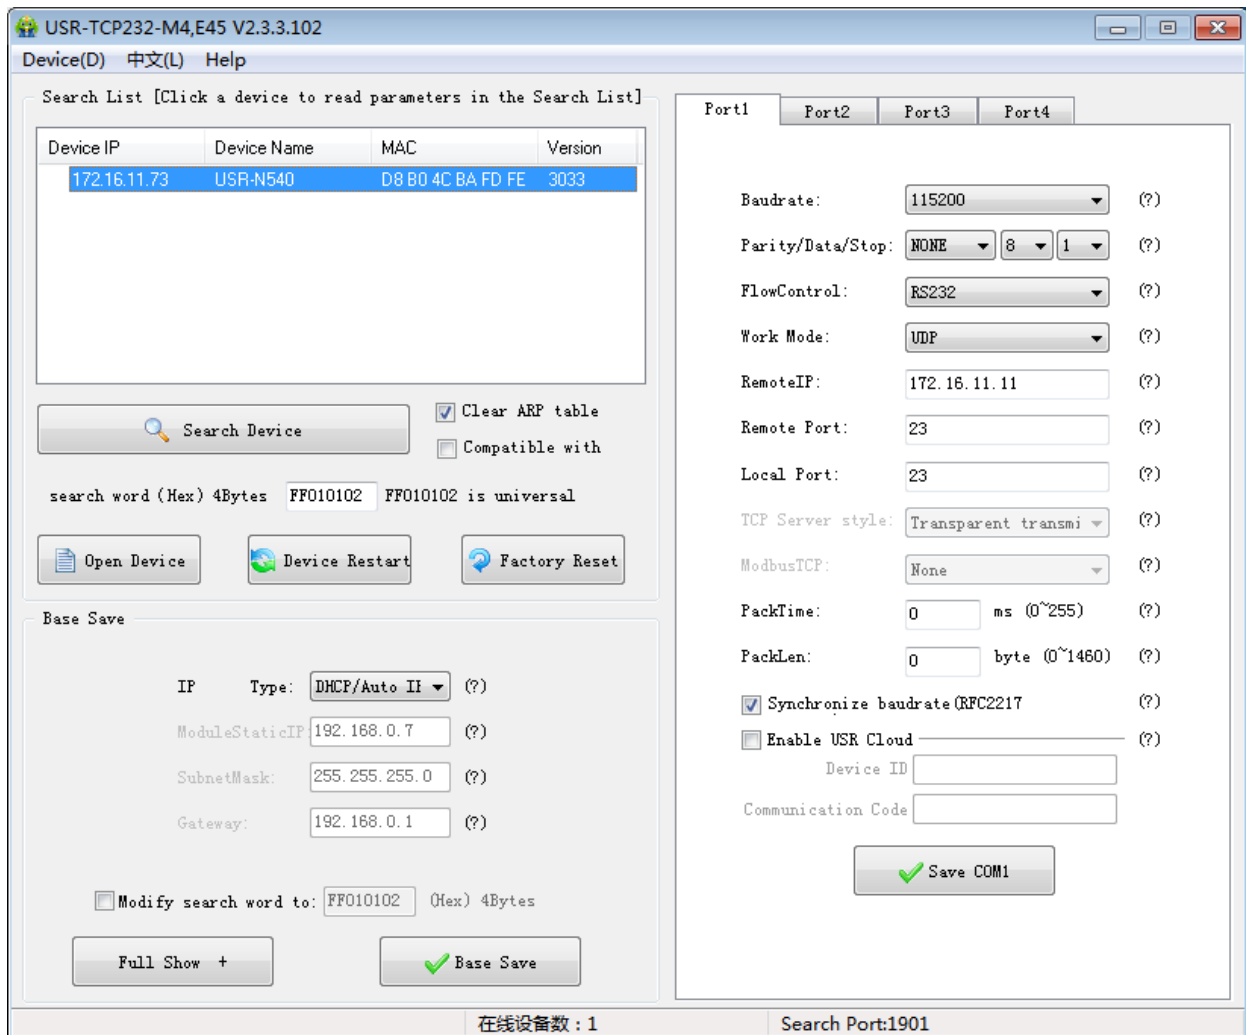 USR-TCP232-M4,E45 V2.3.3.102
Device(D) 中文(L) Help
Search List [Click a device to read parameters in the Search List]
Device IP Device Name MAC Version
172.16.11.73 USR-N540 D8 B0 4C BA FD FE 3033
Search Device
Clear ARP table
Compatible with
search word (Hex) 4Bytes FF010102 FF010102 is universal
Open Device Device Restart Factory Reset
Base Save
IP Type: DHCP/Auto IP (?)
ModuleStaticIP: 192.168.0.7 (?)
SubnetMask: 255.255.255.0 (?)
Gateway: 192.168.0.1 (?)
Modify search word to: FF010102 (Hex) 4Bytes
Full Show + Base Save
Port1 Port2 Port3 Port4
Baudrate: 115200 (?)
Parity/Data/Stop: NONE 8 1 (?)
FlowControl: RS232 (?)
Work Mode: UDP (?)
RemoteIP: 172.16.11.11 (?)
Remote Port: 23 (?)
Local Port: 23 (?)
TCP Server style: Transparent transmi (?)
ModbusTCP: None (?)
PackTime: 0 ms (0~255) (?)
PackLen: 0 byte (0~1460) (?)
Synchronize baudrate(RFC2217 (?)
Enable USR Cloud (?)
Device ID
Communication Code
Save COM1
在线设备数：1 Search Port:1901